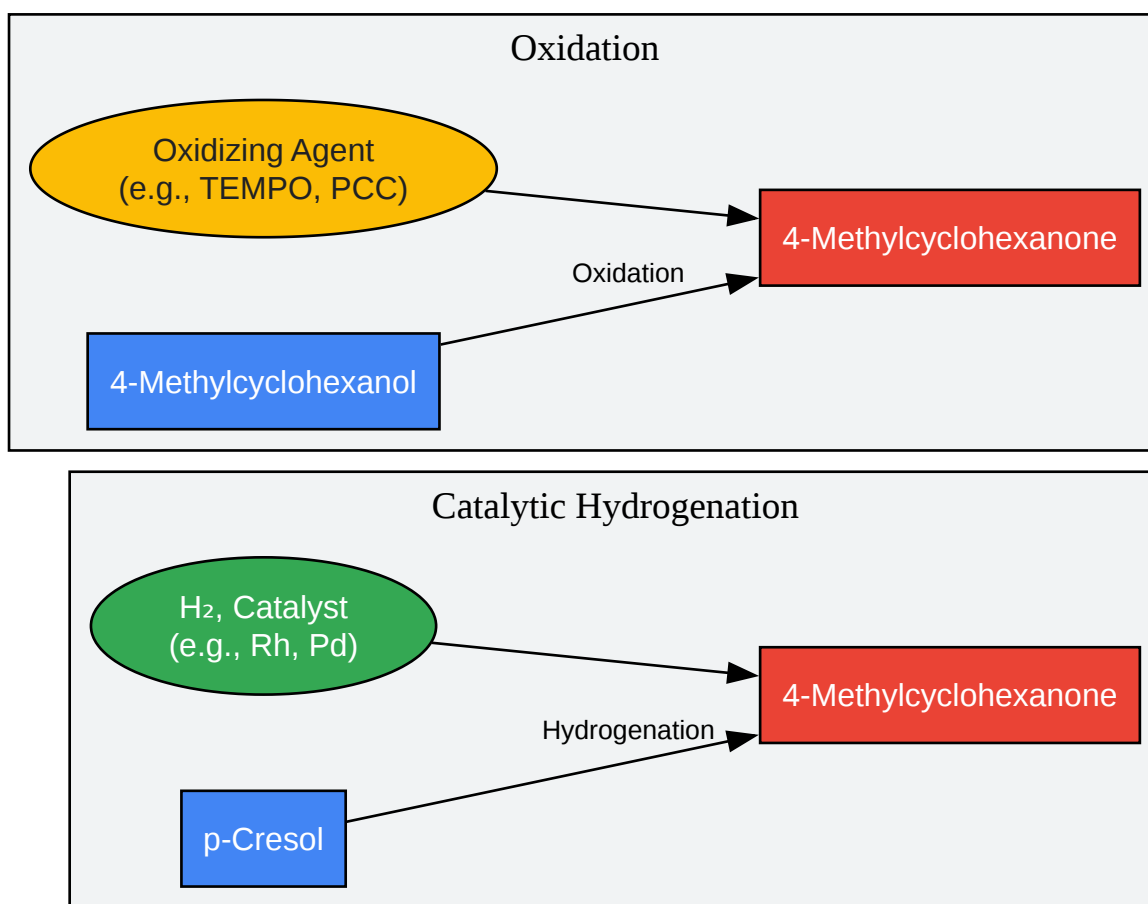 Oxidation
Oxidizing Agent
(e.g., TEMPO, PCC)
4-Methylcyclohexanone
Oxidation
4-Methylcyclohexanol
Catalytic Hydrogenation
H₂, Catalyst
(e.g., Rh, Pd)
4-Methylcyclohexanone
Hydrogenation
p-Cresol